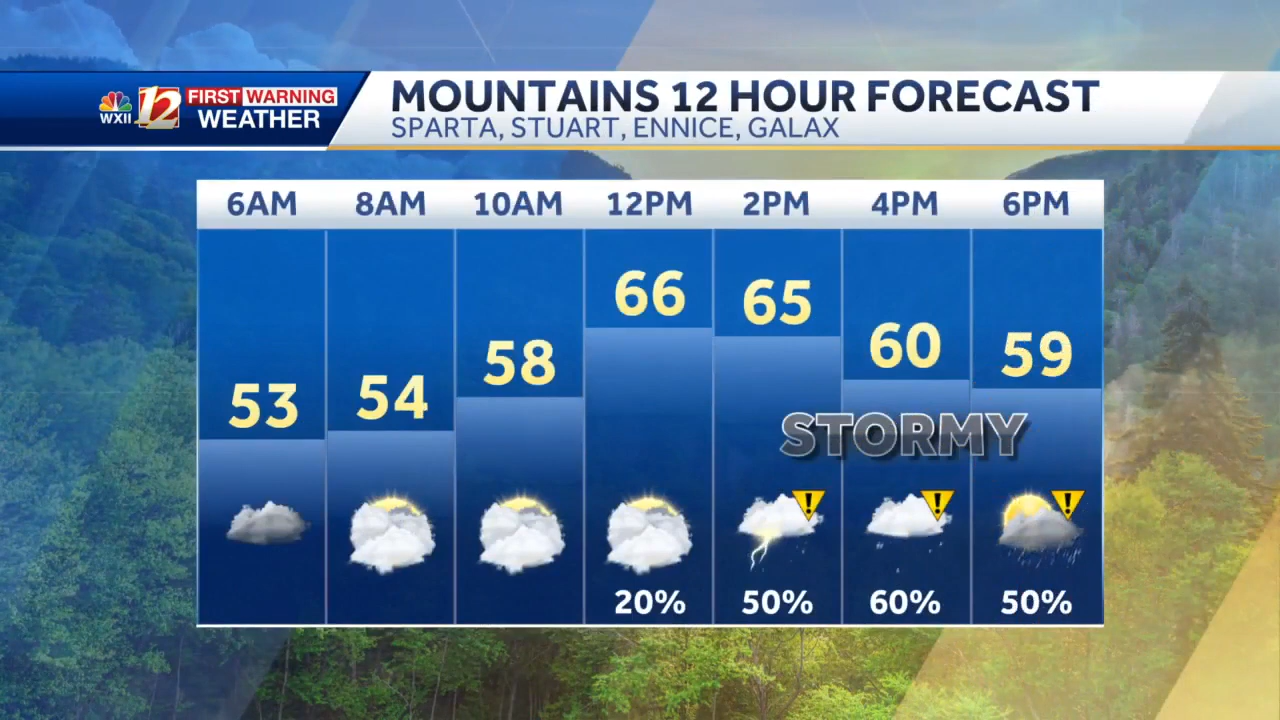 WXII 12 FIRST WARNING
WEATHER
MOUNTAINS 12 HOUR FORECAST
SPARTA, STUART, ENNICE, GALAX
6AM 8AM 10AM 12PM 2PM 4PM 6PM
53 54 58 66 65 60 59
STORMY
! ! !
20% 50% 60% 50%